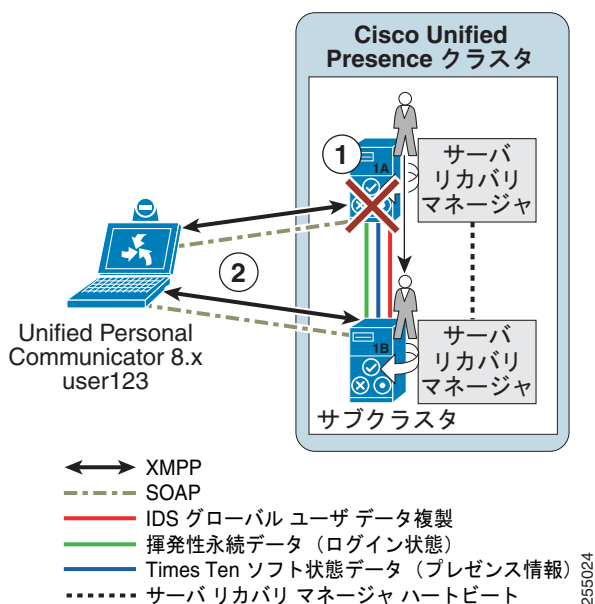 Cisco Unified
Presence クラスタ
1
1A
サーバ
リカバリ
マネージャ
2
Unified Personal
Communicator 8.x
user123
1B
サーバ
リカバリ
マネージャ
サブクラスタ
XMPP
SOAP
IDS グローバル ユーザ データ複製
揮発性永続データ（ログイン状態）
Times Ten ソフト状態データ（プレゼンス情報）
サーバ リカバリ マネージャ ハートビート
255024